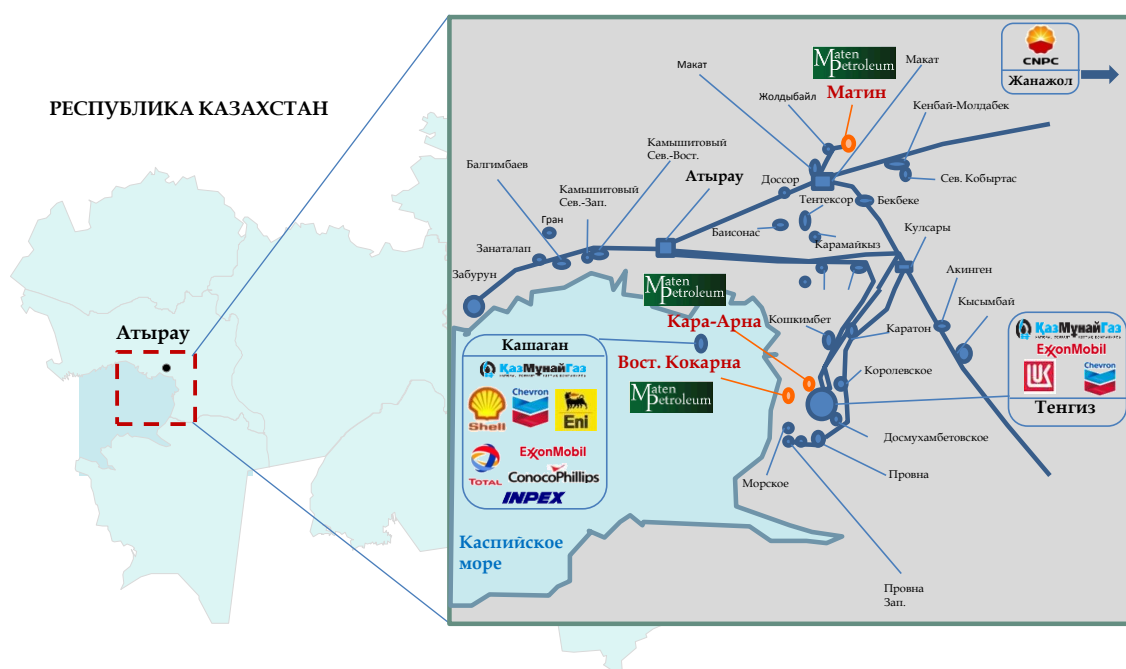 РЕСПУБЛИКА КАЗАХСТАН
Атырау
CNPC
Жанажол
Maten
Petroleum
Матин
Макат
Макат
Жолдыбайл
Кенбай-Молдабек
Камышитовый
Сев.-Вост.
Балгимбаев
Камышитовый
Сев.-Зап.
Атырау
Доссор
Сев. Кобыртас
Тентексор
Бекбеке
Гран
Баисонас
Занаталап
Карамайкыз
Кулсары
Забурун
Акинген
Maten
Petroleum
Кара-Арна
Кошкимбет
Каратон
Кысымбай
Кашаган
ҚазМұнайГаз
Shell
Chevron
Eni
TOTAL
ExxonMobil
ConocoPhillips
INPEX
Вост. Кокарна
Maten
Petroleum
Королевское
ҚазМұнайГаз
ExxonMobil
LUK
Chevron
Тенгиз
Досмухамбетовское
Морское
Провна
Каспийское
море
Провна
Зап.